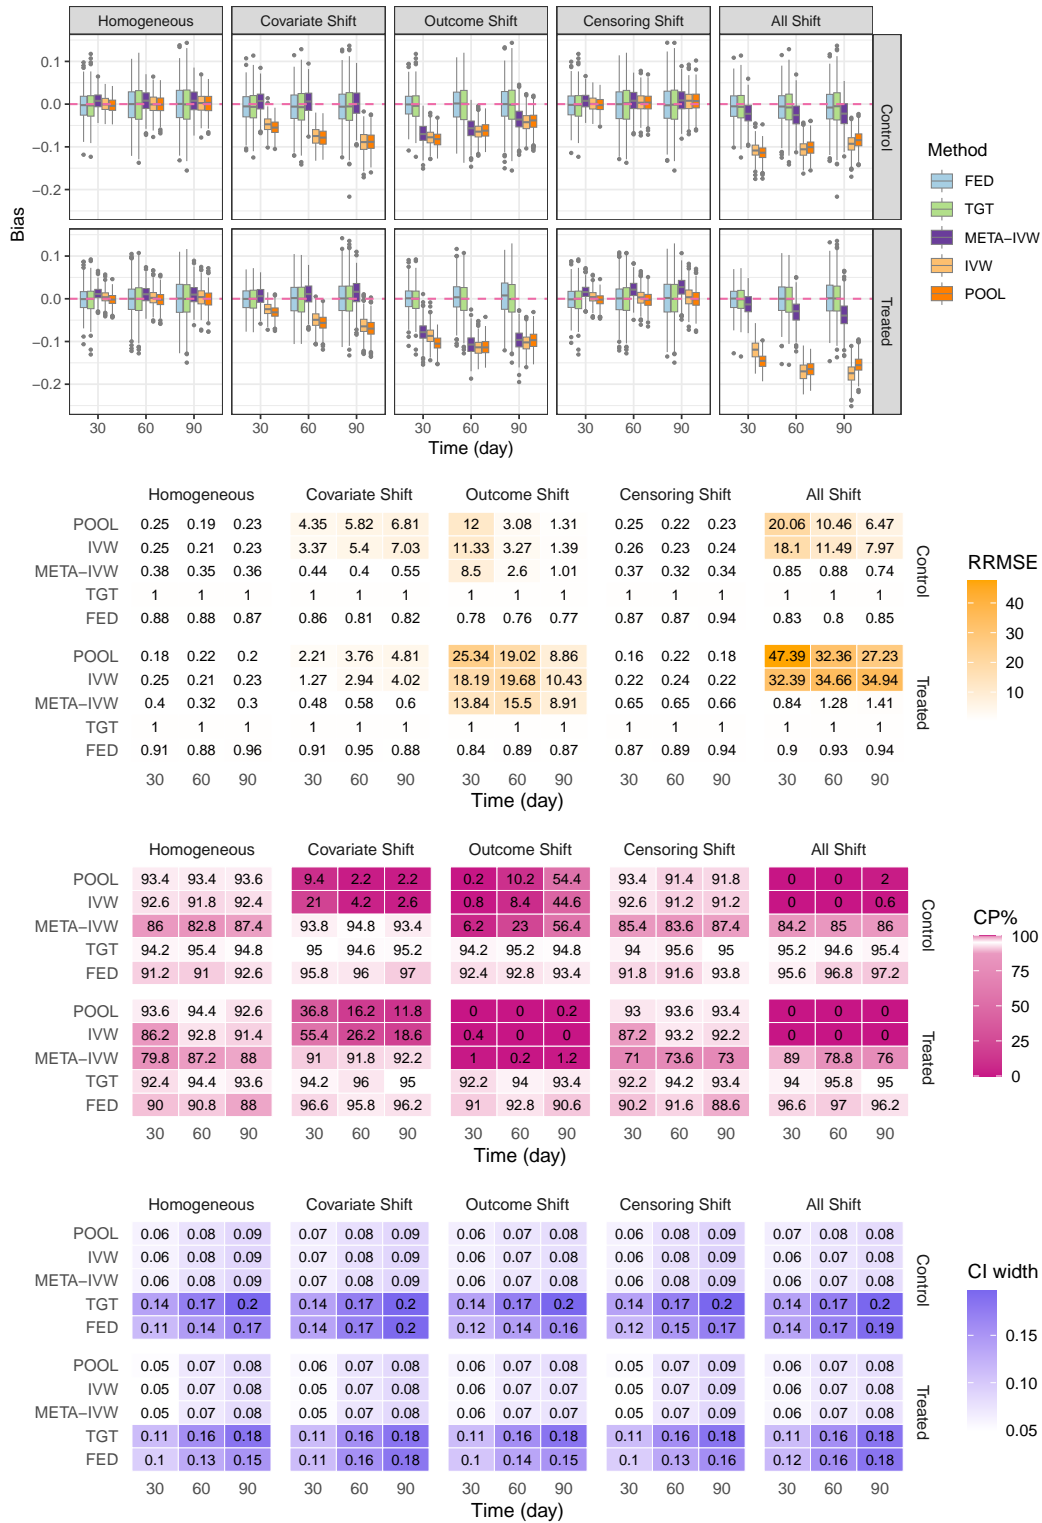 Homogeneous Covariate Shift Outcome Shift Censoring Shift All Shift
0.1
0.0
−0.1
−0.2
Control
0.1
0.0
−0.1
−0.2
Treated
Bias
30 60 90 30 60 90 30 60 90 30 60 90 30 60 90
Time (day)
Method
FED
TGT
META−IVW
IVW
POOL
Homogeneous Covariate Shift Outcome Shift Censoring Shift All Shift
POOL 0.25 0.19 0.23 4.35 5.82 6.81 12 3.08 1.31 0.25 0.22 0.23 20.06 10.46 6.47
IVW 0.25 0.21 0.23 3.37 5.4 7.03 11.33 3.27 1.39 0.26 0.23 0.24 18.1 11.49 7.97
META−IVW 0.38 0.35 0.36 0.44 0.4 0.55 8.5 2.6 1.01 0.37 0.32 0.34 0.85 0.88 0.74
TGT 1 1 1 1 1 1 1 1 1 1 1 1 1 1 1
FED 0.88 0.88 0.87 0.86 0.81 0.82 0.78 0.76 0.77 0.87 0.87 0.94 0.83 0.8 0.85
Control
POOL 0.18 0.22 0.2 2.21 3.76 4.81 25.34 19.02 8.86 0.16 0.22 0.18 47.39 32.36 27.23
IVW 0.25 0.21 0.23 1.27 2.94 4.02 18.19 19.68 10.43 0.22 0.24 0.22 32.39 34.66 34.94
META−IVW 0.4 0.32 0.3 0.48 0.58 0.6 13.84 15.5 8.91 0.65 0.65 0.66 0.84 1.28 1.41
TGT 1 1 1 1 1 1 1 1 1 1 1 1 1 1 1
FED 0.91 0.88 0.96 0.91 0.95 0.88 0.84 0.89 0.87 0.87 0.89 0.94 0.9 0.93 0.94
Treated
30 60 90 30 60 90 30 60 90 30 60 90 30 60 90
Time (day)
RRMSE
40
30
20
10
Homogeneous Covariate Shift Outcome Shift Censoring Shift All Shift
POOL 93.4 93.4 93.6 9.4 2.2 2.2 0.2 10.2 54.4 93.4 91.4 91.8 0 0 2
IVW 92.6 91.8 92.4 21 4.2 2.6 0.8 8.4 44.6 92.6 91.2 91.2 0 0 0.6
META−IVW 86 82.8 87.4 93.8 94.8 93.4 6.2 23 56.4 85.4 83.6 87.4 84.2 85 86
TGT 94.2 95.4 94.8 95 94.6 95.2 94.2 95.2 94.8 94 95.6 95 95.2 94.6 95.4
FED 91.2 91 92.6 95.8 96 97 92.4 92.8 93.4 91.8 91.6 93.8 95.6 96.8 97.2
Control
POOL 93.6 94.4 92.6 36.8 16.2 11.8 0 0 0.2 93 93.6 93.4 0 0 0
IVW 86.2 92.8 91.4 55.4 26.2 18.6 0.4 0 0 87.2 93.2 92.2 0 0 0
META−IVW 79.8 87.2 88 91 91.8 92.2 1 0.2 1.2 71 73.6 73 89 78.8 76
TGT 92.4 94.4 93.6 94.2 96 95 92.2 94 93.4 92.2 94.2 93.4 94 95.8 95
FED 90 90.8 88 96.6 95.8 96.2 91 92.8 90.6 90.2 91.6 88.6 96.6 97 96.2
Treated
30 60 90 30 60 90 30 60 90 30 60 90 30 60 90
Time (day)
CP%
100
75
50
25
0
Homogeneous Covariate Shift Outcome Shift Censoring Shift All Shift
POOL 0.06 0.08 0.09 0.07 0.08 0.09 0.06 0.07 0.08 0.06 0.08 0.09 0.07 0.08 0.08
IVW 0.06 0.08 0.09 0.07 0.08 0.09 0.06 0.07 0.08 0.06 0.08 0.09 0.06 0.07 0.08
META−IVW 0.06 0.08 0.09 0.07 0.08 0.09 0.06 0.07 0.08 0.06 0.08 0.09 0.06 0.07 0.08
TGT 0.14 0.17 0.2 0.14 0.17 0.2 0.14 0.17 0.2 0.14 0.17 0.2 0.14 0.17 0.2
FED 0.11 0.14 0.17 0.14 0.17 0.2 0.12 0.14 0.16 0.12 0.15 0.17 0.14 0.17 0.19
Control
POOL 0.05 0.07 0.08 0.06 0.07 0.08 0.06 0.07 0.08 0.05 0.07 0.09 0.06 0.07 0.08
IVW 0.05 0.07 0.08 0.05 0.07 0.08 0.06 0.07 0.08 0.05 0.07 0.09 0.06 0.07 0.08
META−IVW 0.05 0.07 0.08 0.05 0.07 0.08 0.06 0.07 0.08 0.05 0.07 0.09 0.06 0.07 0.08
TGT 0.11 0.16 0.18 0.11 0.16 0.18 0.11 0.16 0.18 0.11 0.16 0.18 0.11 0.16 0.18
FED 0.1 0.13 0.15 0.11 0.16 0.18 0.1 0.14 0.15 0.1 0.13 0.16 0.12 0.16 0.18
Treated
30 60 90 30 60 90 30 60 90 30 60 90 30 60 90
Time (day)
CI width
0.15
0.10
0.05